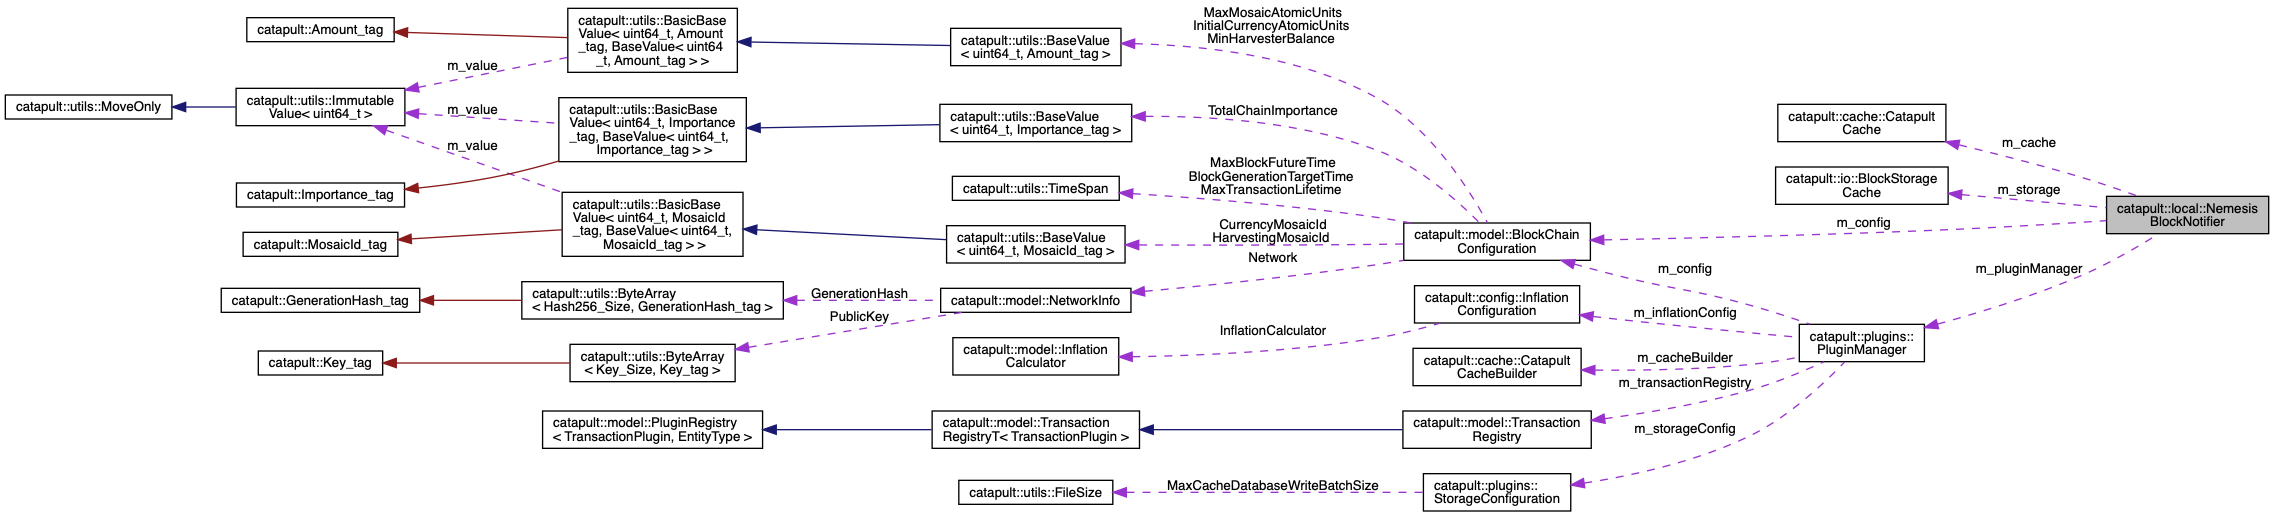 catapult::Amount_tag
catapult::utils::BasicBase
Value< uint64_t, Amount
_tag, BaseValue< uint64
_t, Amount_tag > >
catapult::utils::BaseValue
< uint64_t, Amount_tag >
MaxMosaicAtomicUnits
InitialCurrencyAtomicUnits
MinHarvesterBalance
m_value
catapult::utils::MoveOnly
catapult::utils::Immutable
Value< uint64_t >
m_value
catapult::utils::BasicBase
Value< uint64_t, Importance
_tag, BaseValue< uint64_t,
Importance_tag > >
catapult::utils::BaseValue
< uint64_t, Importance_tag >
TotalChainImportance
catapult::cache::Catapult
Cache
m_cache
m_value
catapult::Importance_tag
catapult::utils::TimeSpan
MaxBlockFutureTime
BlockGenerationTargetTime
MaxTransactionLifetime
catapult::io::BlockStorage
Cache
m_storage
catapult::local::Nemesis
BlockNotifier
catapult::MosaicId_tag
catapult::utils::BasicBase
Value< uint64_t, MosaicId
_tag, BaseValue< uint64_t,
MosaicId_tag > >
catapult::utils::BaseValue
< uint64_t, MosaicId_tag >
CurrencyMosaicId
HarvestingMosaicId
catapult::model::BlockChain
Configuration
m_config
Network
m_config
m_pluginManager
catapult::GenerationHash_tag
catapult::utils::ByteArray
< Hash256_Size, GenerationHash_tag >
GenerationHash
catapult::model::NetworkInfo
PublicKey
catapult::config::Inflation
Configuration
m_inflationConfig
InflationCalculator
catapult::plugins::
PluginManager
catapult::Key_tag
catapult::utils::ByteArray
< Key_Size, Key_tag >
catapult::model::Inflation
Calculator
catapult::cache::Catapult
CacheBuilder
m_cacheBuilder
m_transactionRegistry
catapult::model::PluginRegistry
< TransactionPlugin, EntityType >
catapult::model::Transaction
RegistryT< TransactionPlugin >
catapult::model::Transaction
Registry
m_storageConfig
catapult::utils::FileSize
MaxCacheDatabaseWriteBatchSize
catapult::plugins::
StorageConfiguration